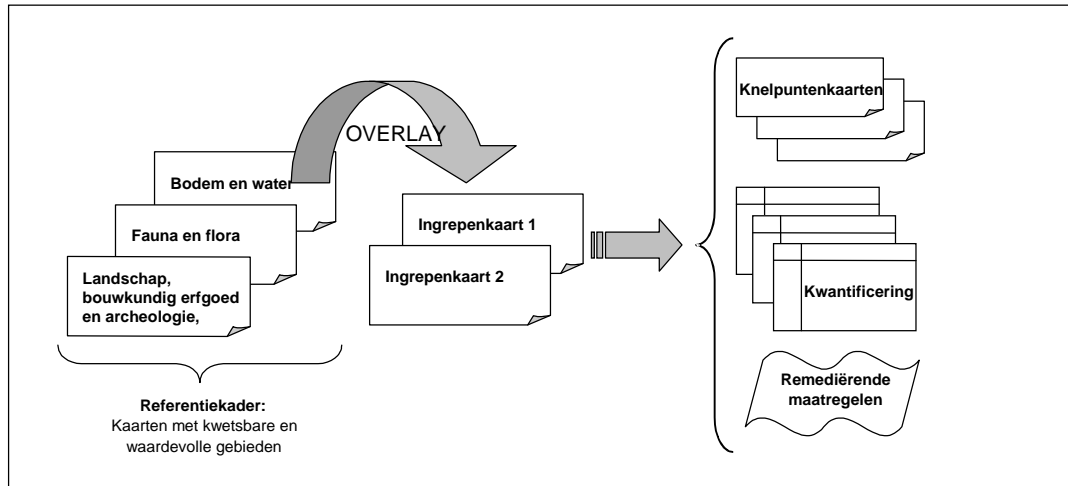 OVERLAY
Bodem en water
Fauna en flora
Landschap,
bouwkundig erfgoed
en archeologie,
Referentiekader:
Kaarten met kwetsbare en
waardevolle gebieden
Ingrepenkaart 1
Ingrepenkaart 2
Knelpuntenkaarten
Kwantificering
Remediërende
maatregelen